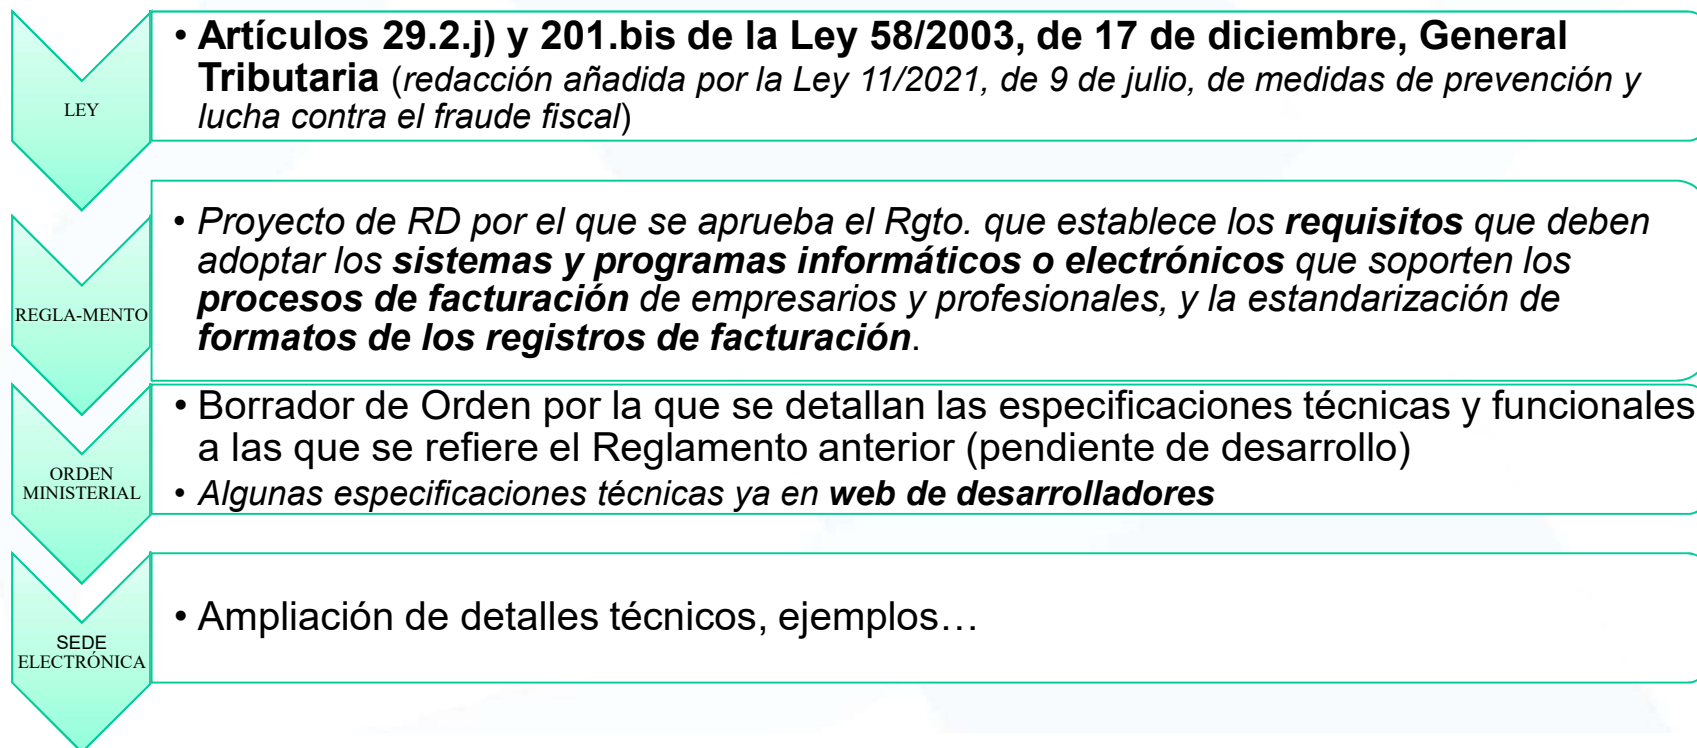 LEY
• Artículos 29.2.j) y 201.bis de la Ley 58/2003, de 17 de diciembre, General
Tributaria (redacción añadida por la Ley 11/2021, de 9 de julio, de medidas de prevención y
lucha contra el fraude fiscal)
REGLA-MENTO
• Proyecto de RD por el que se aprueba el Rgto. que establece los requisitos que deben
adoptar los sistemas y programas informáticos o electrónicos que soporten los
procesos de facturación de empresarios y profesionales, y la estandarización de
formatos de los registros de facturación.
ORDEN
MINISTERIAL
• Borrador de Orden por la que se detallan las especificaciones técnicas y funcionales
a las que se refiere el Reglamento anterior (pendiente de desarrollo)
• Algunas especificaciones técnicas ya en web de desarrolladores
SEDE
ELECTRÓNICA
• Ampliación de detalles técnicos, ejemplos…